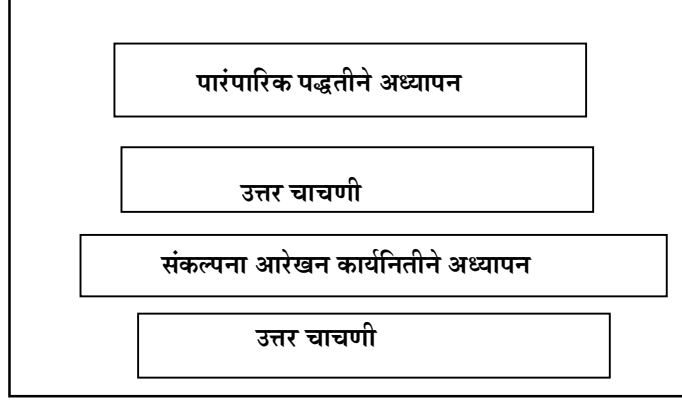 पारंपारिक पद्धतीने अध्यापन
उत्तर चाचणी
संकल्पना आरेखन कार्यनितीने अध्यापन
उत्तर चाचणी